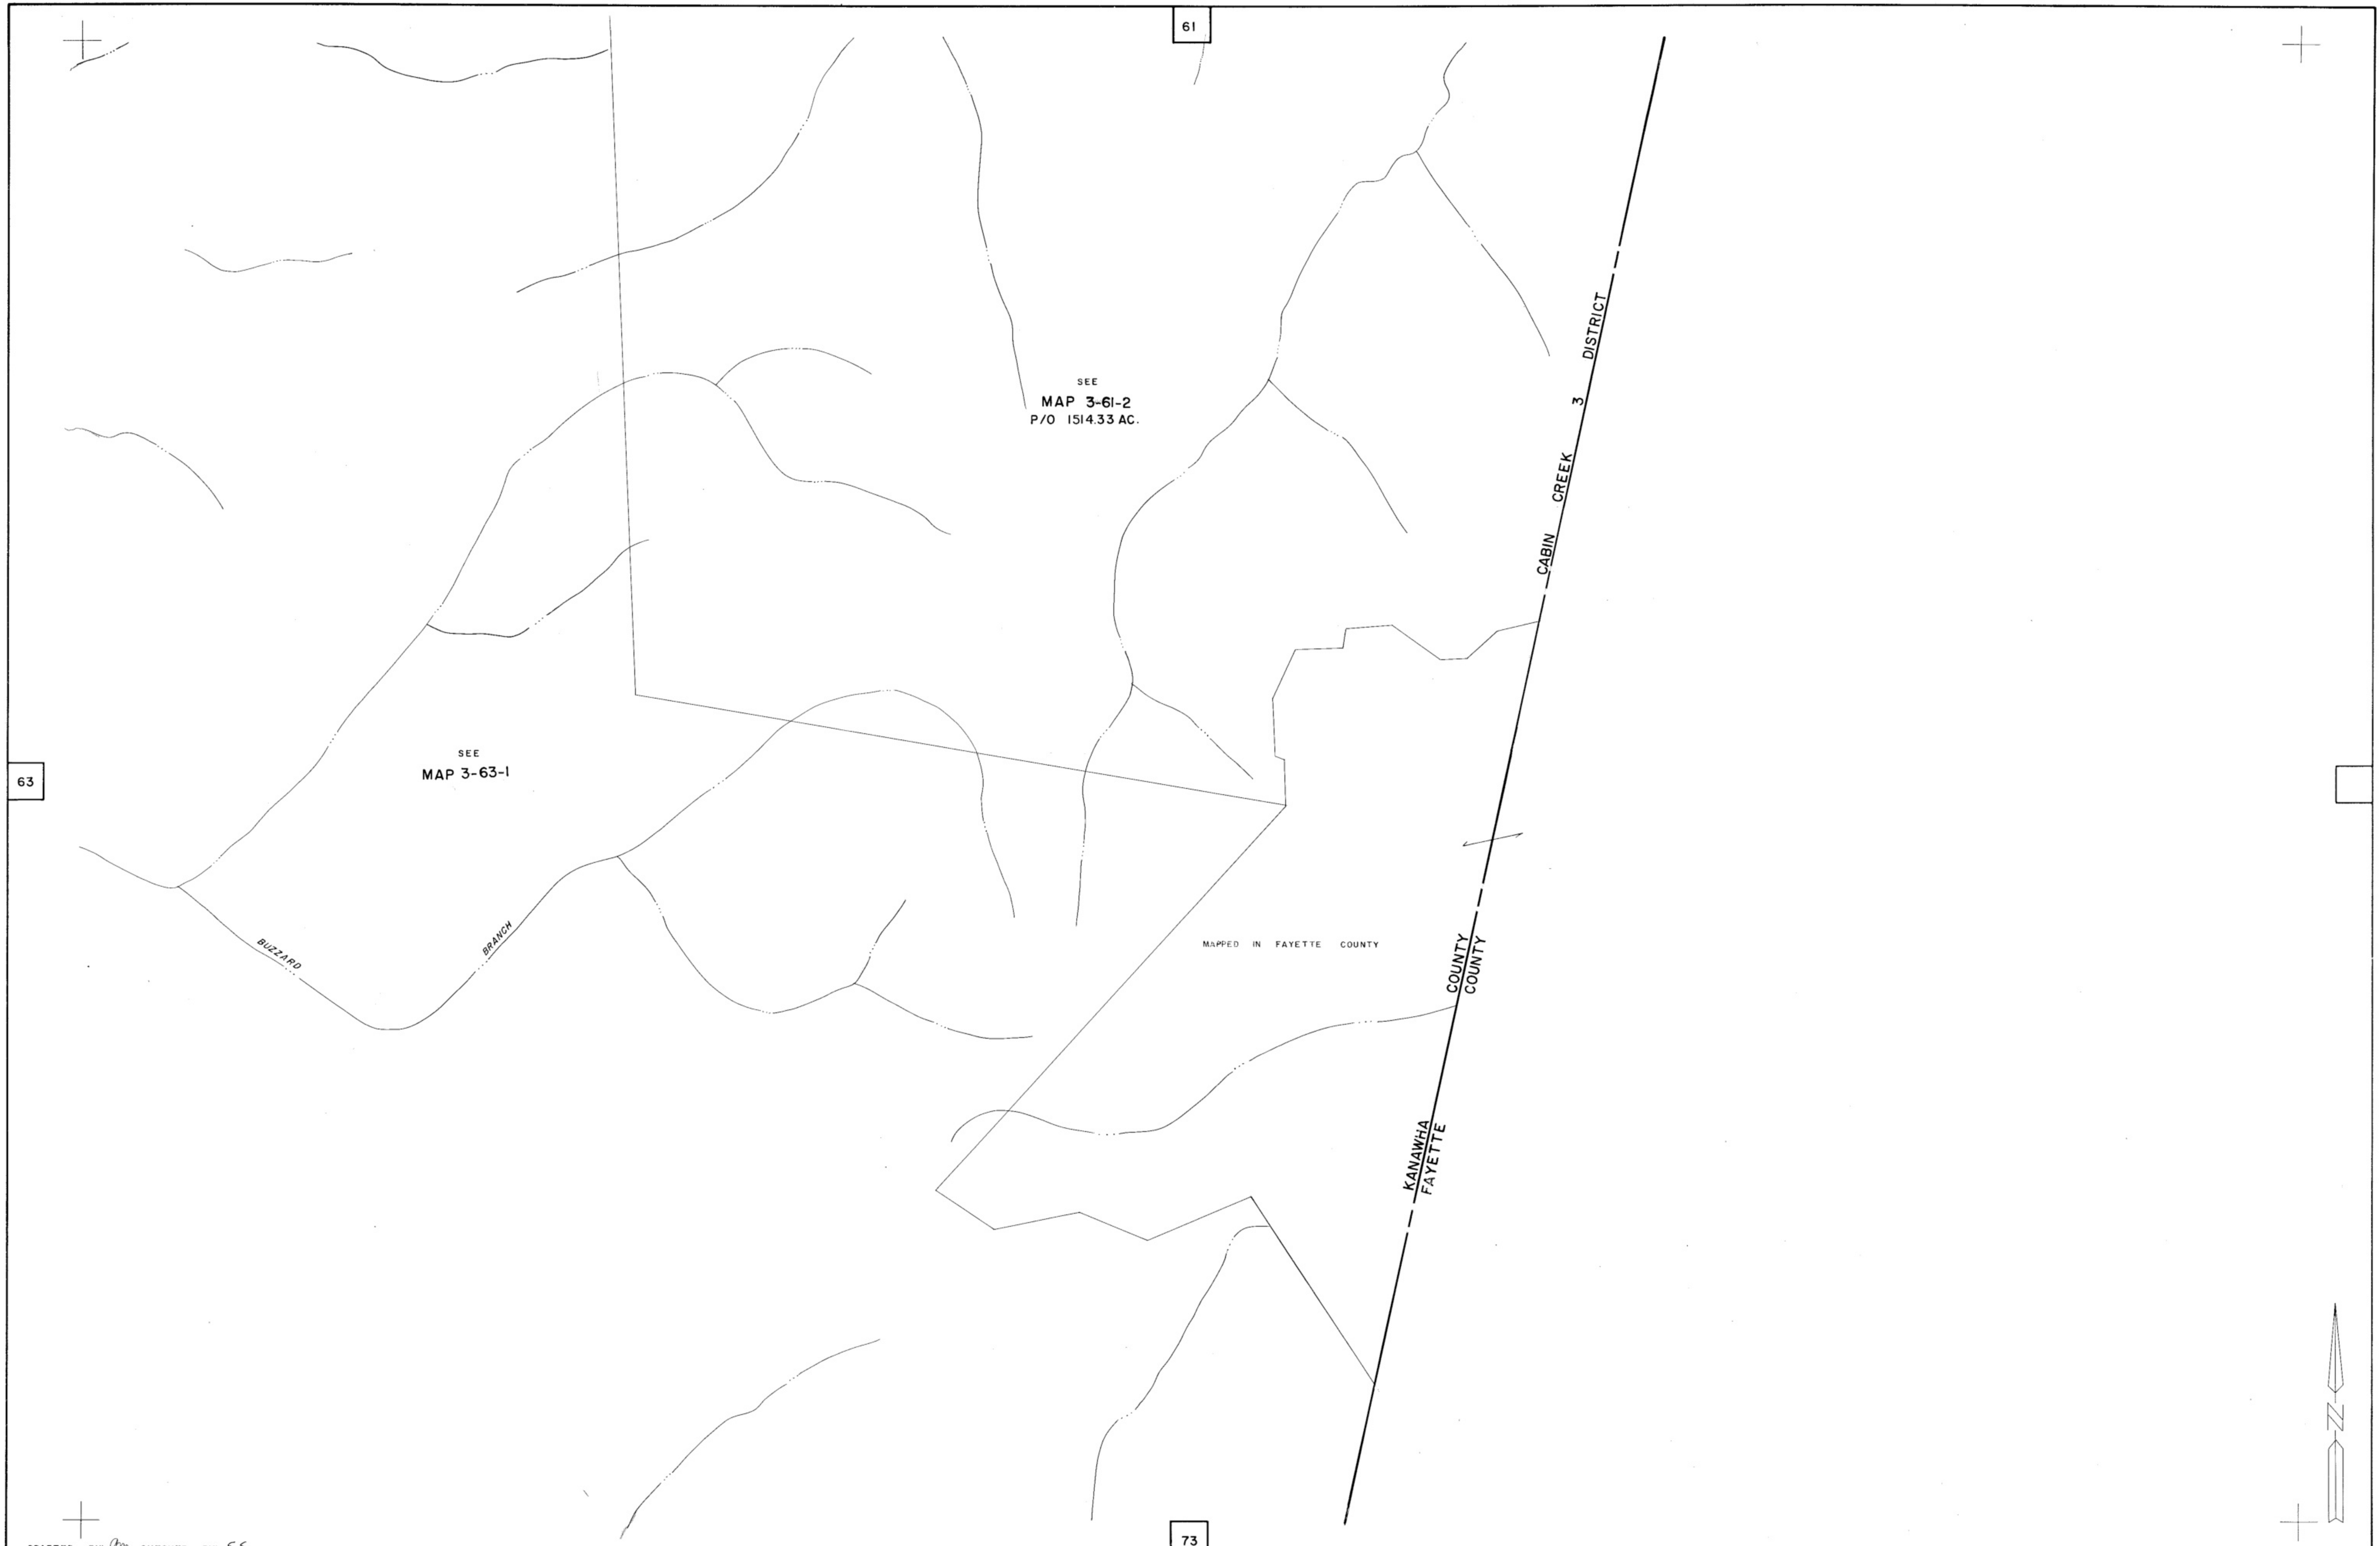 61
SEE
MAP 3-61-2
P/O 1514.33 AC.
CABIN CREEK 3 DISTRICT
SEE
MAP 3-63-1
63
BUZZARD BRANCH
MAPPED IN FAYETTE COUNTY
KANAWHA COUNTY
FAYETTE COUNTY
N
73